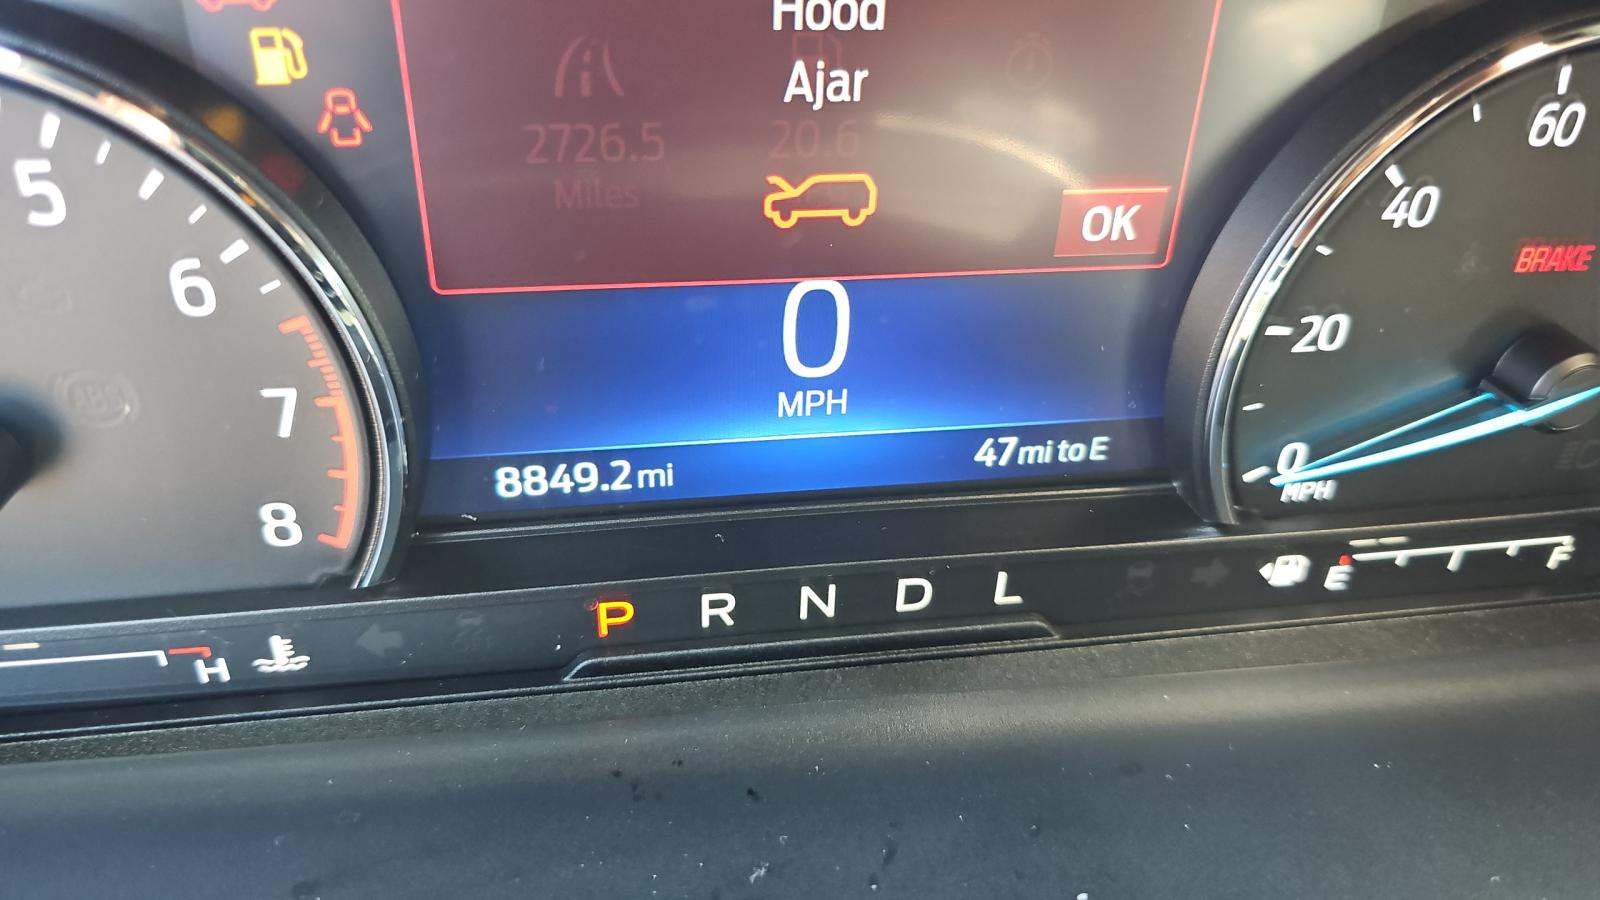 Hood
Ajar
2726.5
20.6
Miles
OK
0
MPH
8849.2 mi
47 mi to E
5
6
7
8
ABS
60
40
20
0
MPH
BRAKE
P R N D L
H
E
F